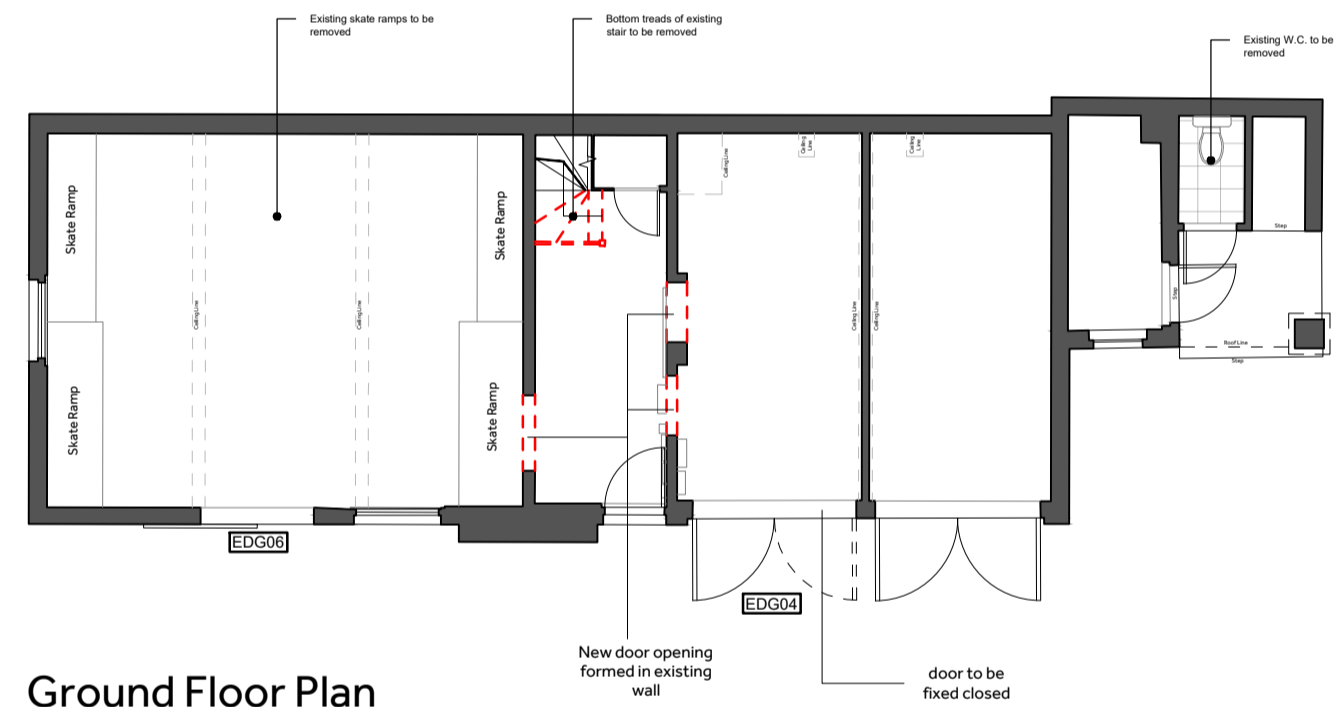 Existing skate ramps to be
removed
Bottom treads of existing
stair to be removed
Existing W.C. to be
removed
Skate Ramp
Skate Ramp
Skate Ramp
Skate Ramp
Ceiling Line
Ceiling Line
Ceiling Line
Ceiling
Line
Ceiling
Line
Ceiling Line
Ceiling Line
Step
Step
Roof Line
Step
EDG06
EDG04
New door opening
formed in existing
wall
door to be
fixed closed
Ground Floor Plan